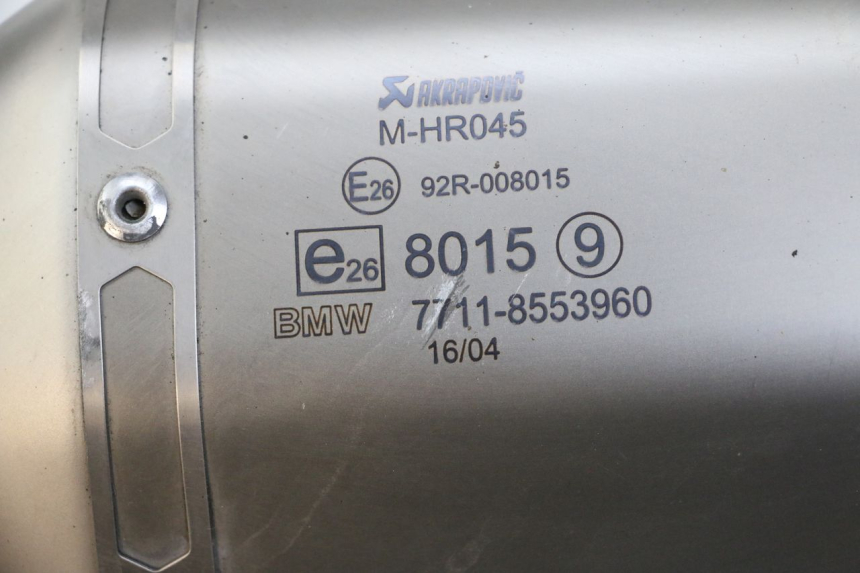 AKRAPOVIČ
M-HR045
E26 92R-008015
e26 8015 9
BMW 7711-8553960
16/04